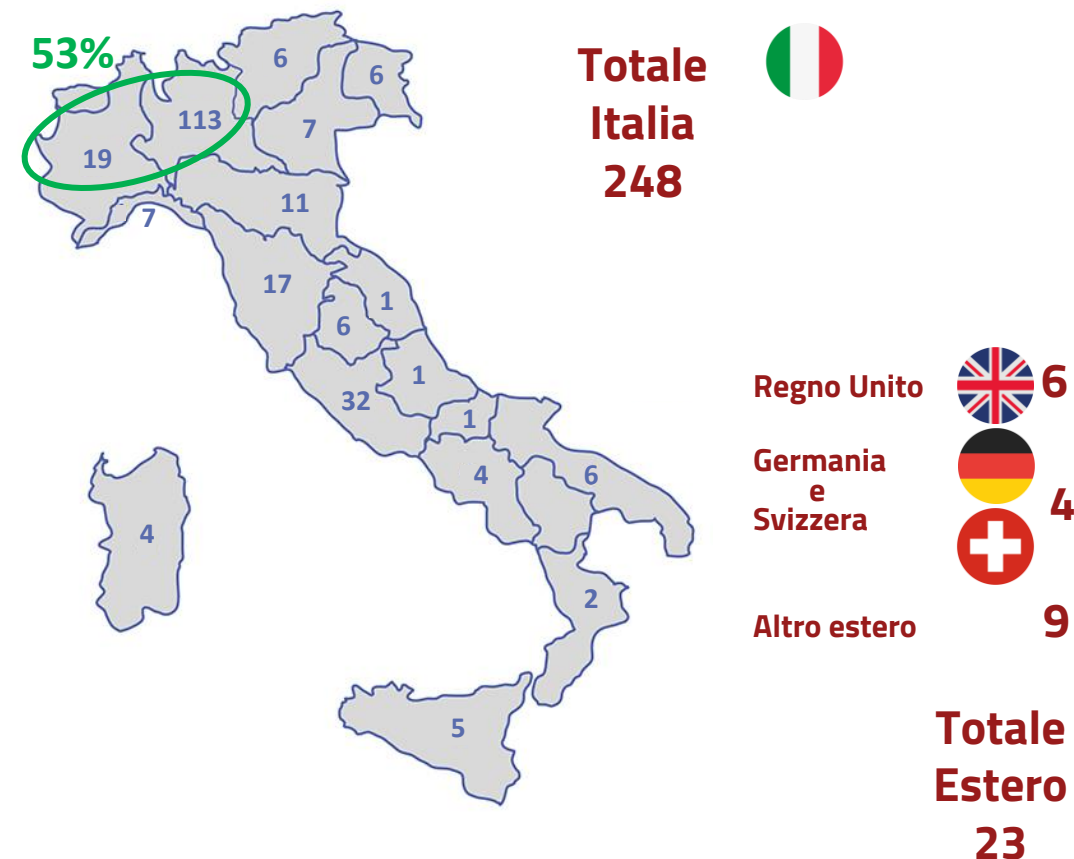 53%
Totale
Italia
248
6
6
113
7
19
11
7
17
1
6
1
32
1
4
6
4
2
5
Regno Unito 6
Germania
e
Svizzera
4
Altro estero 9
Totale
Estero
23